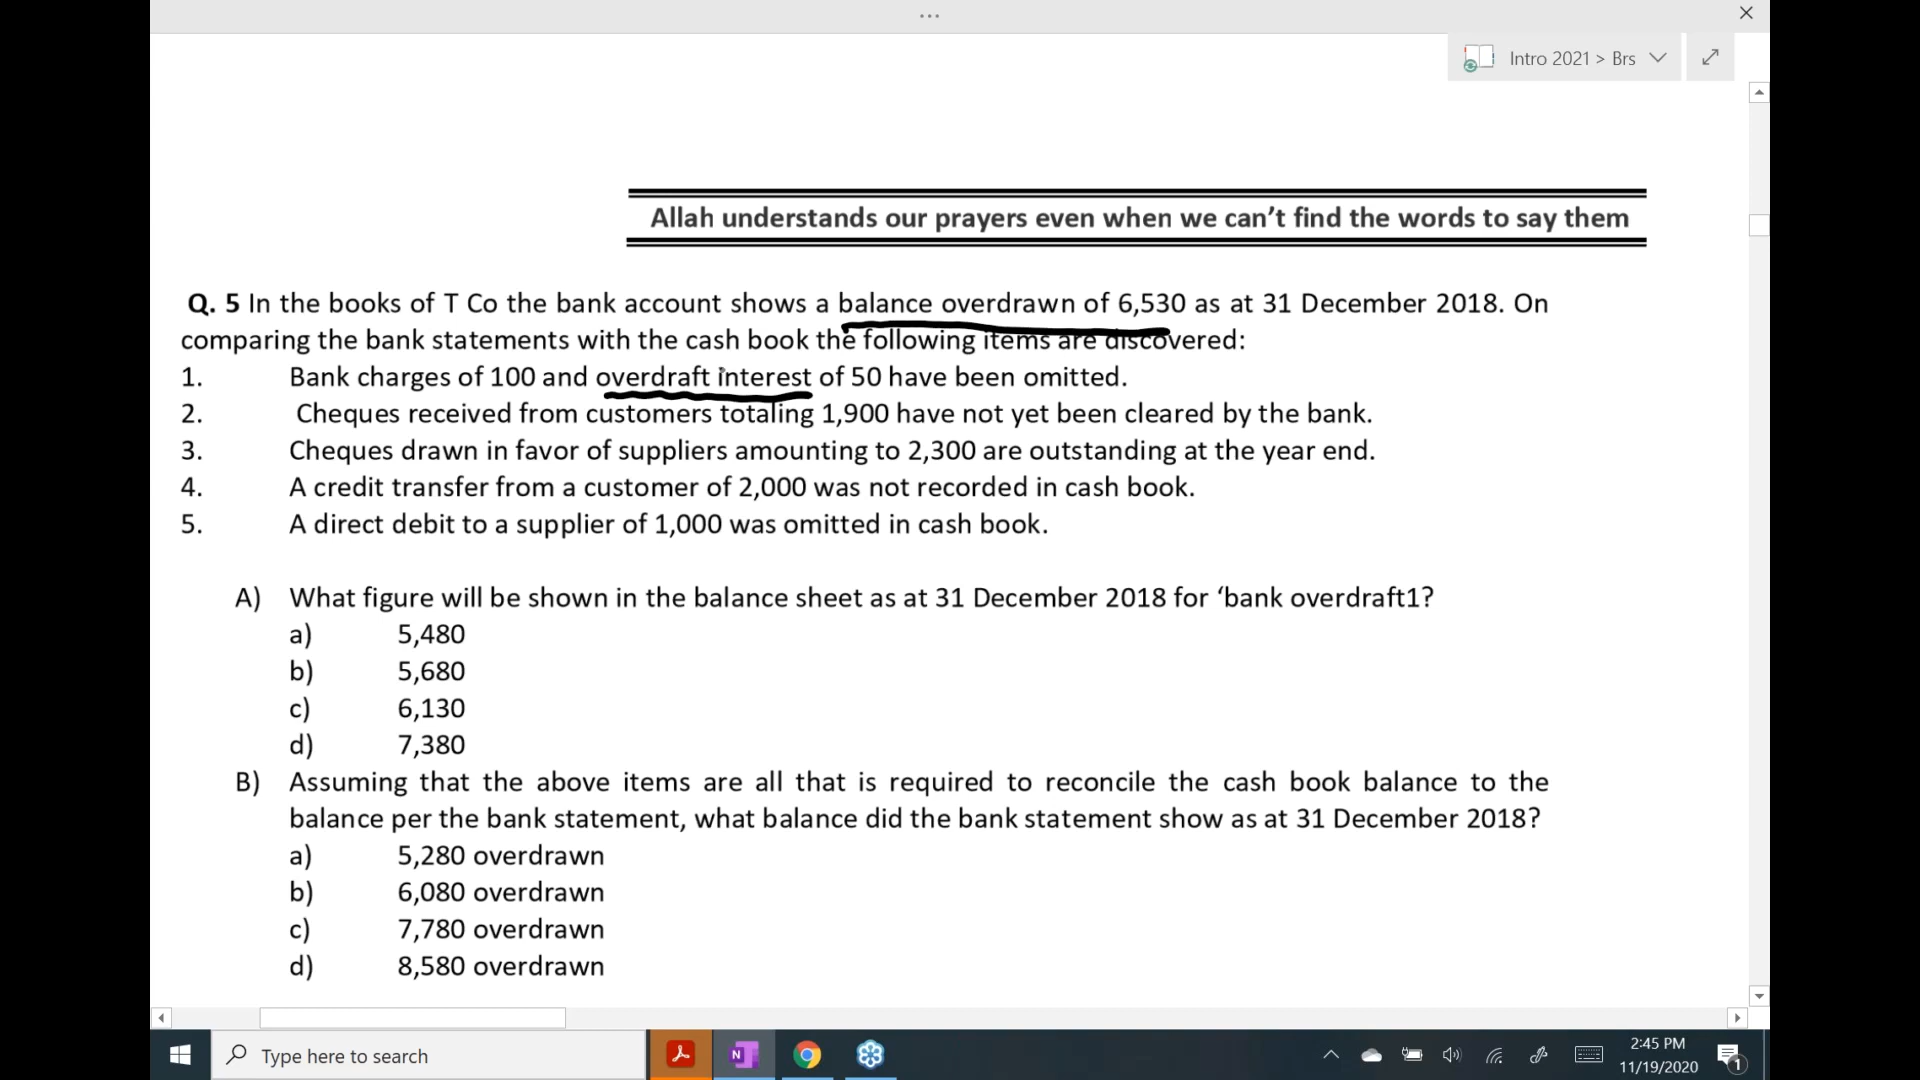 Intro 2021 > Brs
Allah understands our prayers even when we can’t find the words to say them
Q. 5 In the books of T Co the bank account shows a balance overdrawn of 6,530 as at 31 December 2018. On
comparing the bank statements with the cash book the following items are discovered:
1. Bank charges of 100 and overdraft interest of 50 have been omitted.
2. Cheques received from customers totaling 1,900 have not yet been cleared by the bank.
3. Cheques drawn in favor of suppliers amounting to 2,300 are outstanding at the year end.
4. A credit transfer from a customer of 2,000 was not recorded in cash book.
5. A direct debit to a supplier of 1,000 was omitted in cash book.
A) What figure will be shown in the balance sheet as at 31 December 2018 for ‘bank overdraft1?
a) 5,480
b) 5,680
c) 6,130
d) 7,380
B) Assuming that the above items are all that is required to reconcile the cash book balance to the
balance per the bank statement, what balance did the bank statement show as at 31 December 2018?
a) 5,280 overdrawn
b) 6,080 overdrawn
c) 7,780 overdrawn
d) 8,580 overdrawn
Type here to search
N
2:45 PM
11/19/2020
1